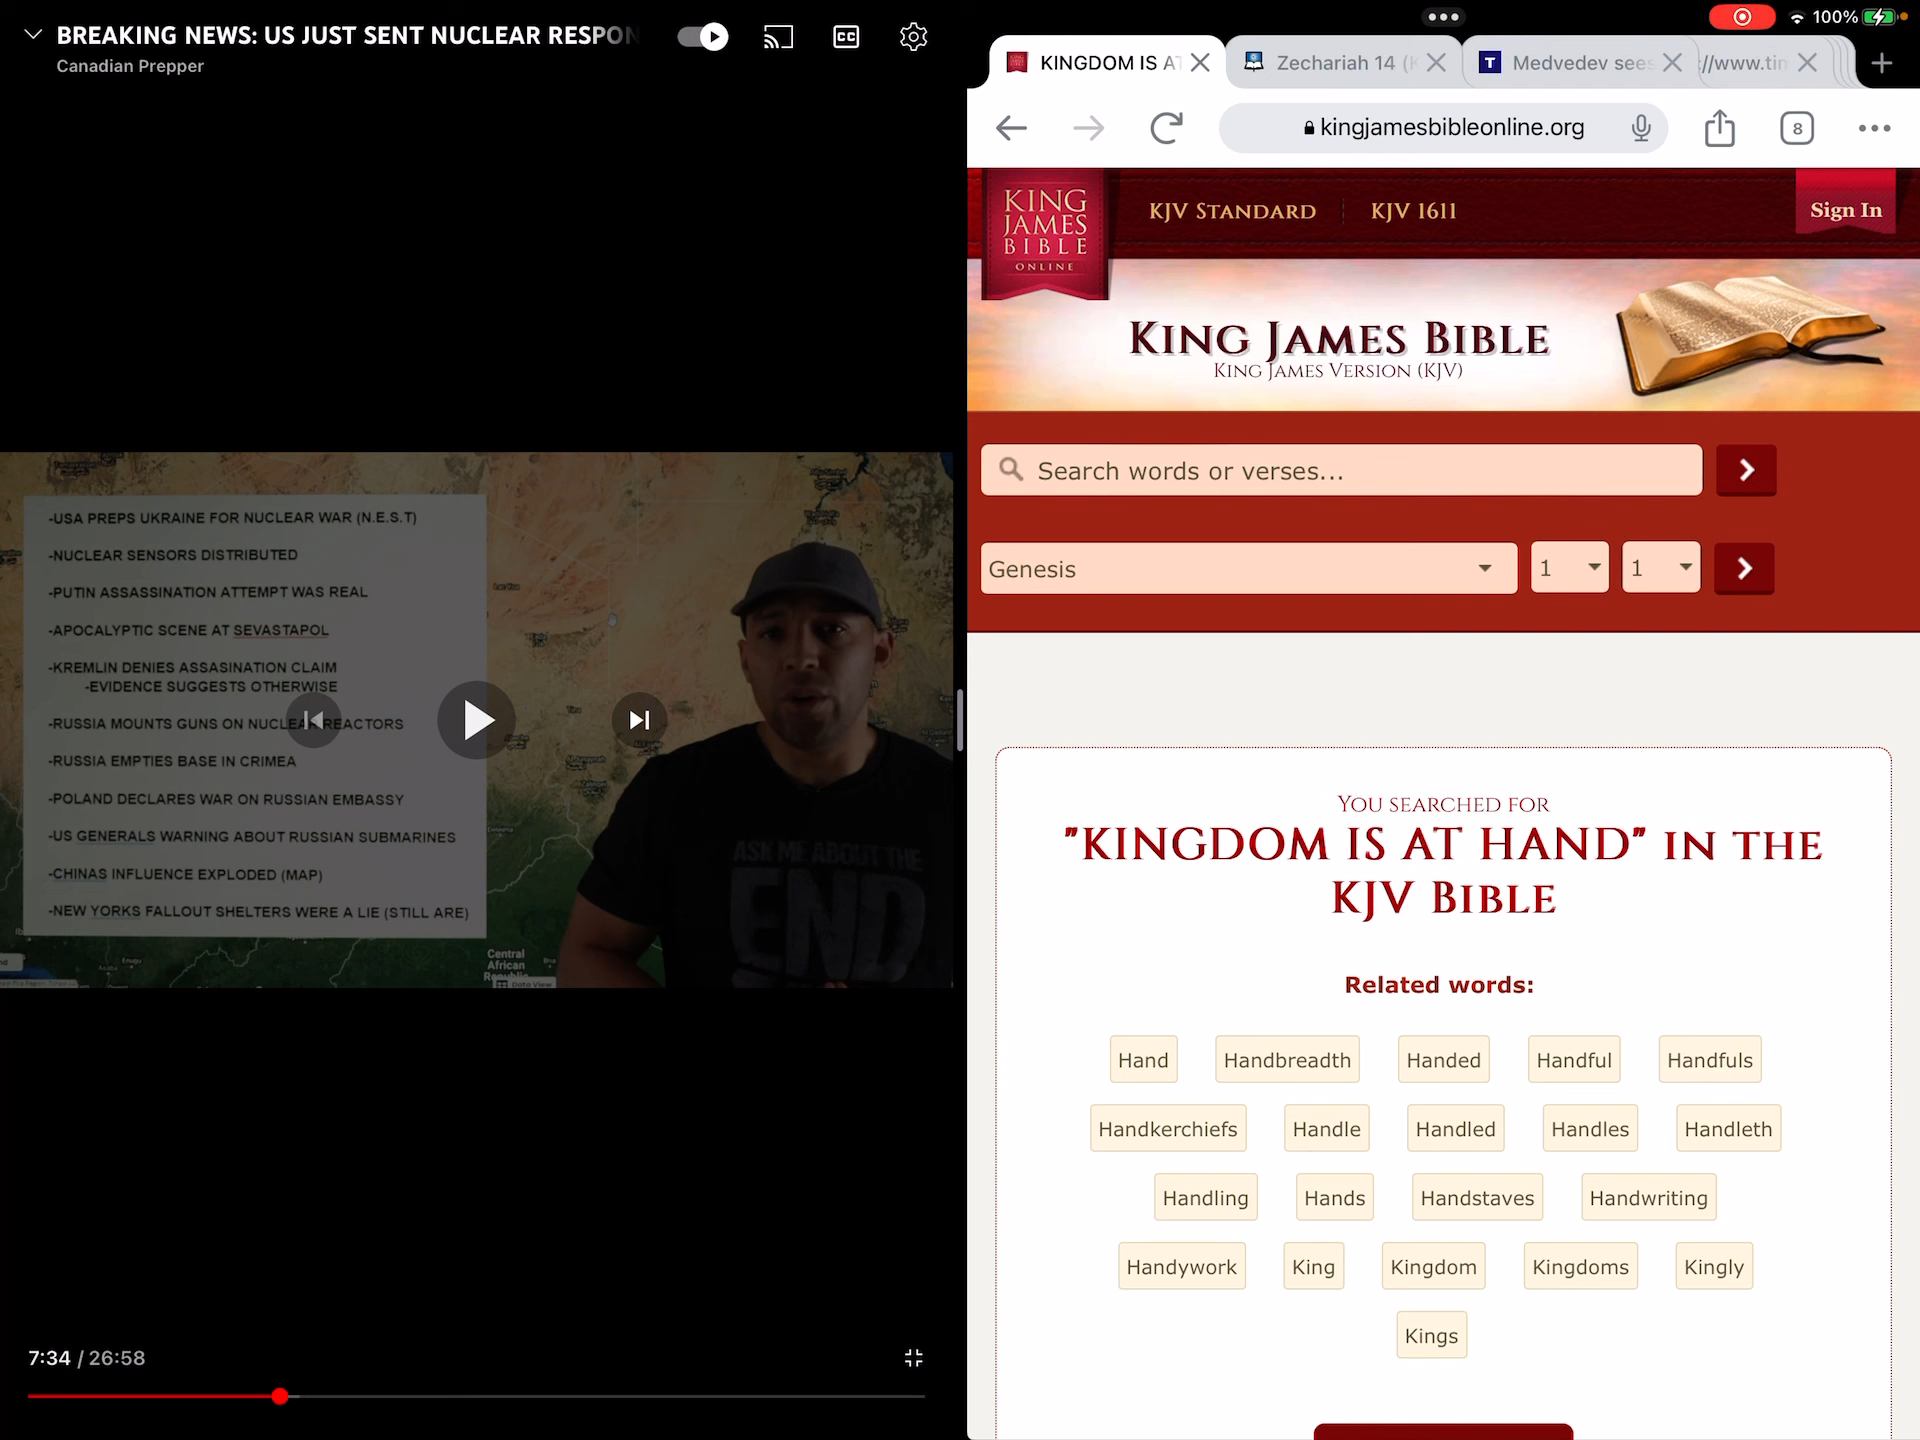 BREAKING NEWS: US JUST SENT NUCLEAR RESPON
Canadian Prepper
CC
-USA PREPS UKRAINE FOR NUCLEAR WAR (N.E.S.T)
-NUCLEAR SENSORS DISTRIBUTED
-PUTIN ASSASSINATION ATTEMPT WAS REAL
-APOCALYPTIC SCENE AT SEVASTAPOL
-KREMLIN DENIES ASSASINATION CLAIM
-EVIDENCE SUGGESTS OTHERWISE
-RUSSIA MOUNTS GUNS ON NUCLEAR REACTORS
-RUSSIA EMPTIES BASE IN CRIMEA
-POLAND DECLARES WAR ON RUSSIAN EMBASSY
-US GENERALS WARNING ABOUT RUSSIAN SUBMARINES
-CHINAS INFLUENCE EXPLODED (MAP)
-NEW YORKS FALLOUT SHELTERS WERE A LIE (STILL ARE)
ASK ME ABOUT THE
END
Central
African
Republic
Data View
7:34 / 26:58
100%
KINGDOM IS AT
Zechariah 14 (K
T Medvedev sees
://www.tim
kingjamesbibleonline.org
8
KING
JAMES
BIBLE
ONLINE
KJV STANDARD
KJV 1611
Sign In
KING JAMES BIBLE
KING JAMES VERSION (KJV)
Search words or verses...
Genesis 1 1
YOU SEARCHED FOR
"KINGDOM IS AT HAND" IN THE
KJV BIBLE
Related words:
Hand Handbreadth Handed Handful Handfuls
Handkerchiefs Handle Handled Handles Handleth
Handling Hands Handstaves Handwriting
Handywork King Kingdom Kingdoms Kingly
Kings